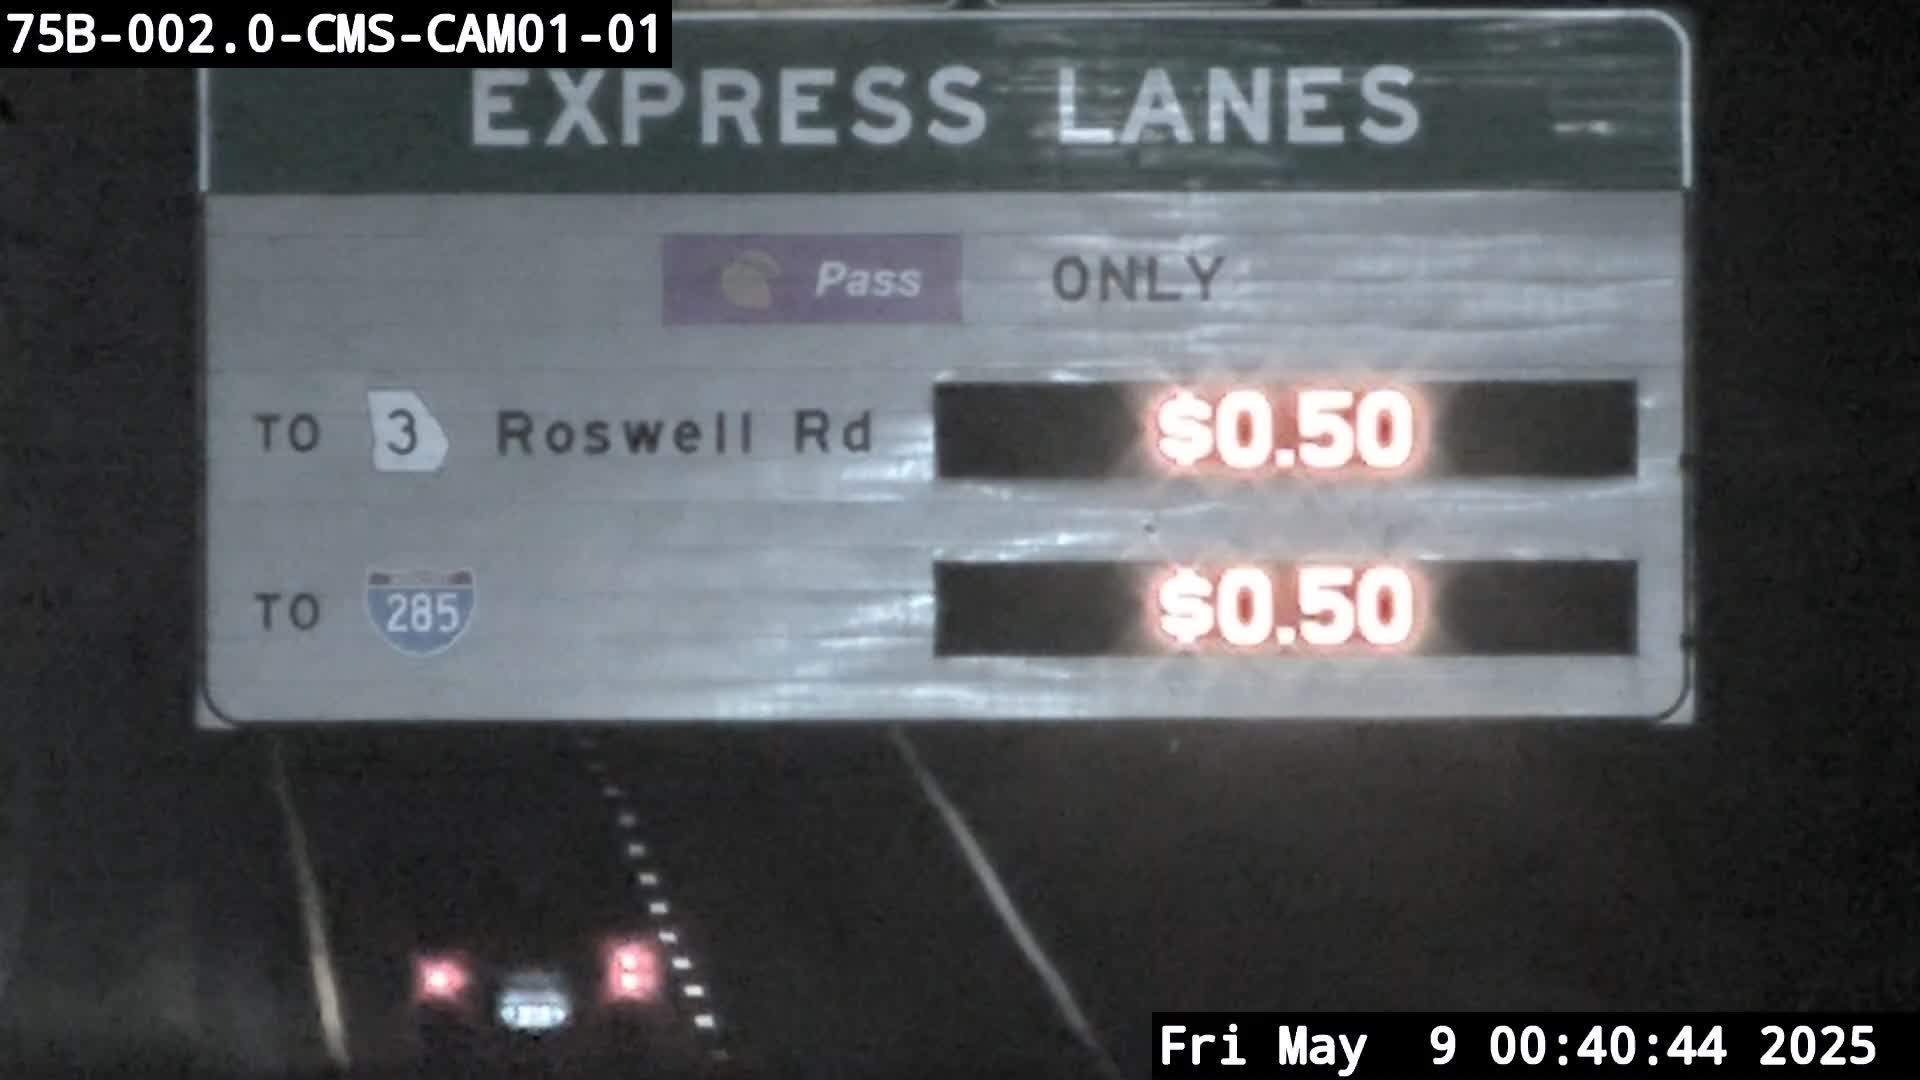 75B-002.0-CMS-CAM01-01
EXPRESS LANES
Pass ONLY
TO 3 Roswell Rd $0.50
TO 285 $0.50
Fri May 9 00:40:44 2025